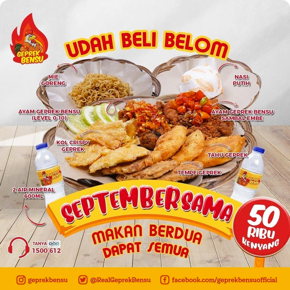 GEPREK
BENSU
UDAH BELI BELOM
MIE
GORENG
NASI
PUTIH
AYAM GEPREK BENSU
(LEVEL 0-10)
AYAM GEPREK BENSU
KOL CRISPY
GEPREK
TAHU GEPREK
TEMPE GEPREK
2 AIR MINERAL
600ML
SEPTEMBERSAMA
MAKAN BERDUA
DAPAT SEMUA
50
RIBU
KENYANG
TANYA
1500 612
geprekbensu
@RealGeprekBensu
facebook.com/geprekbensuofficial